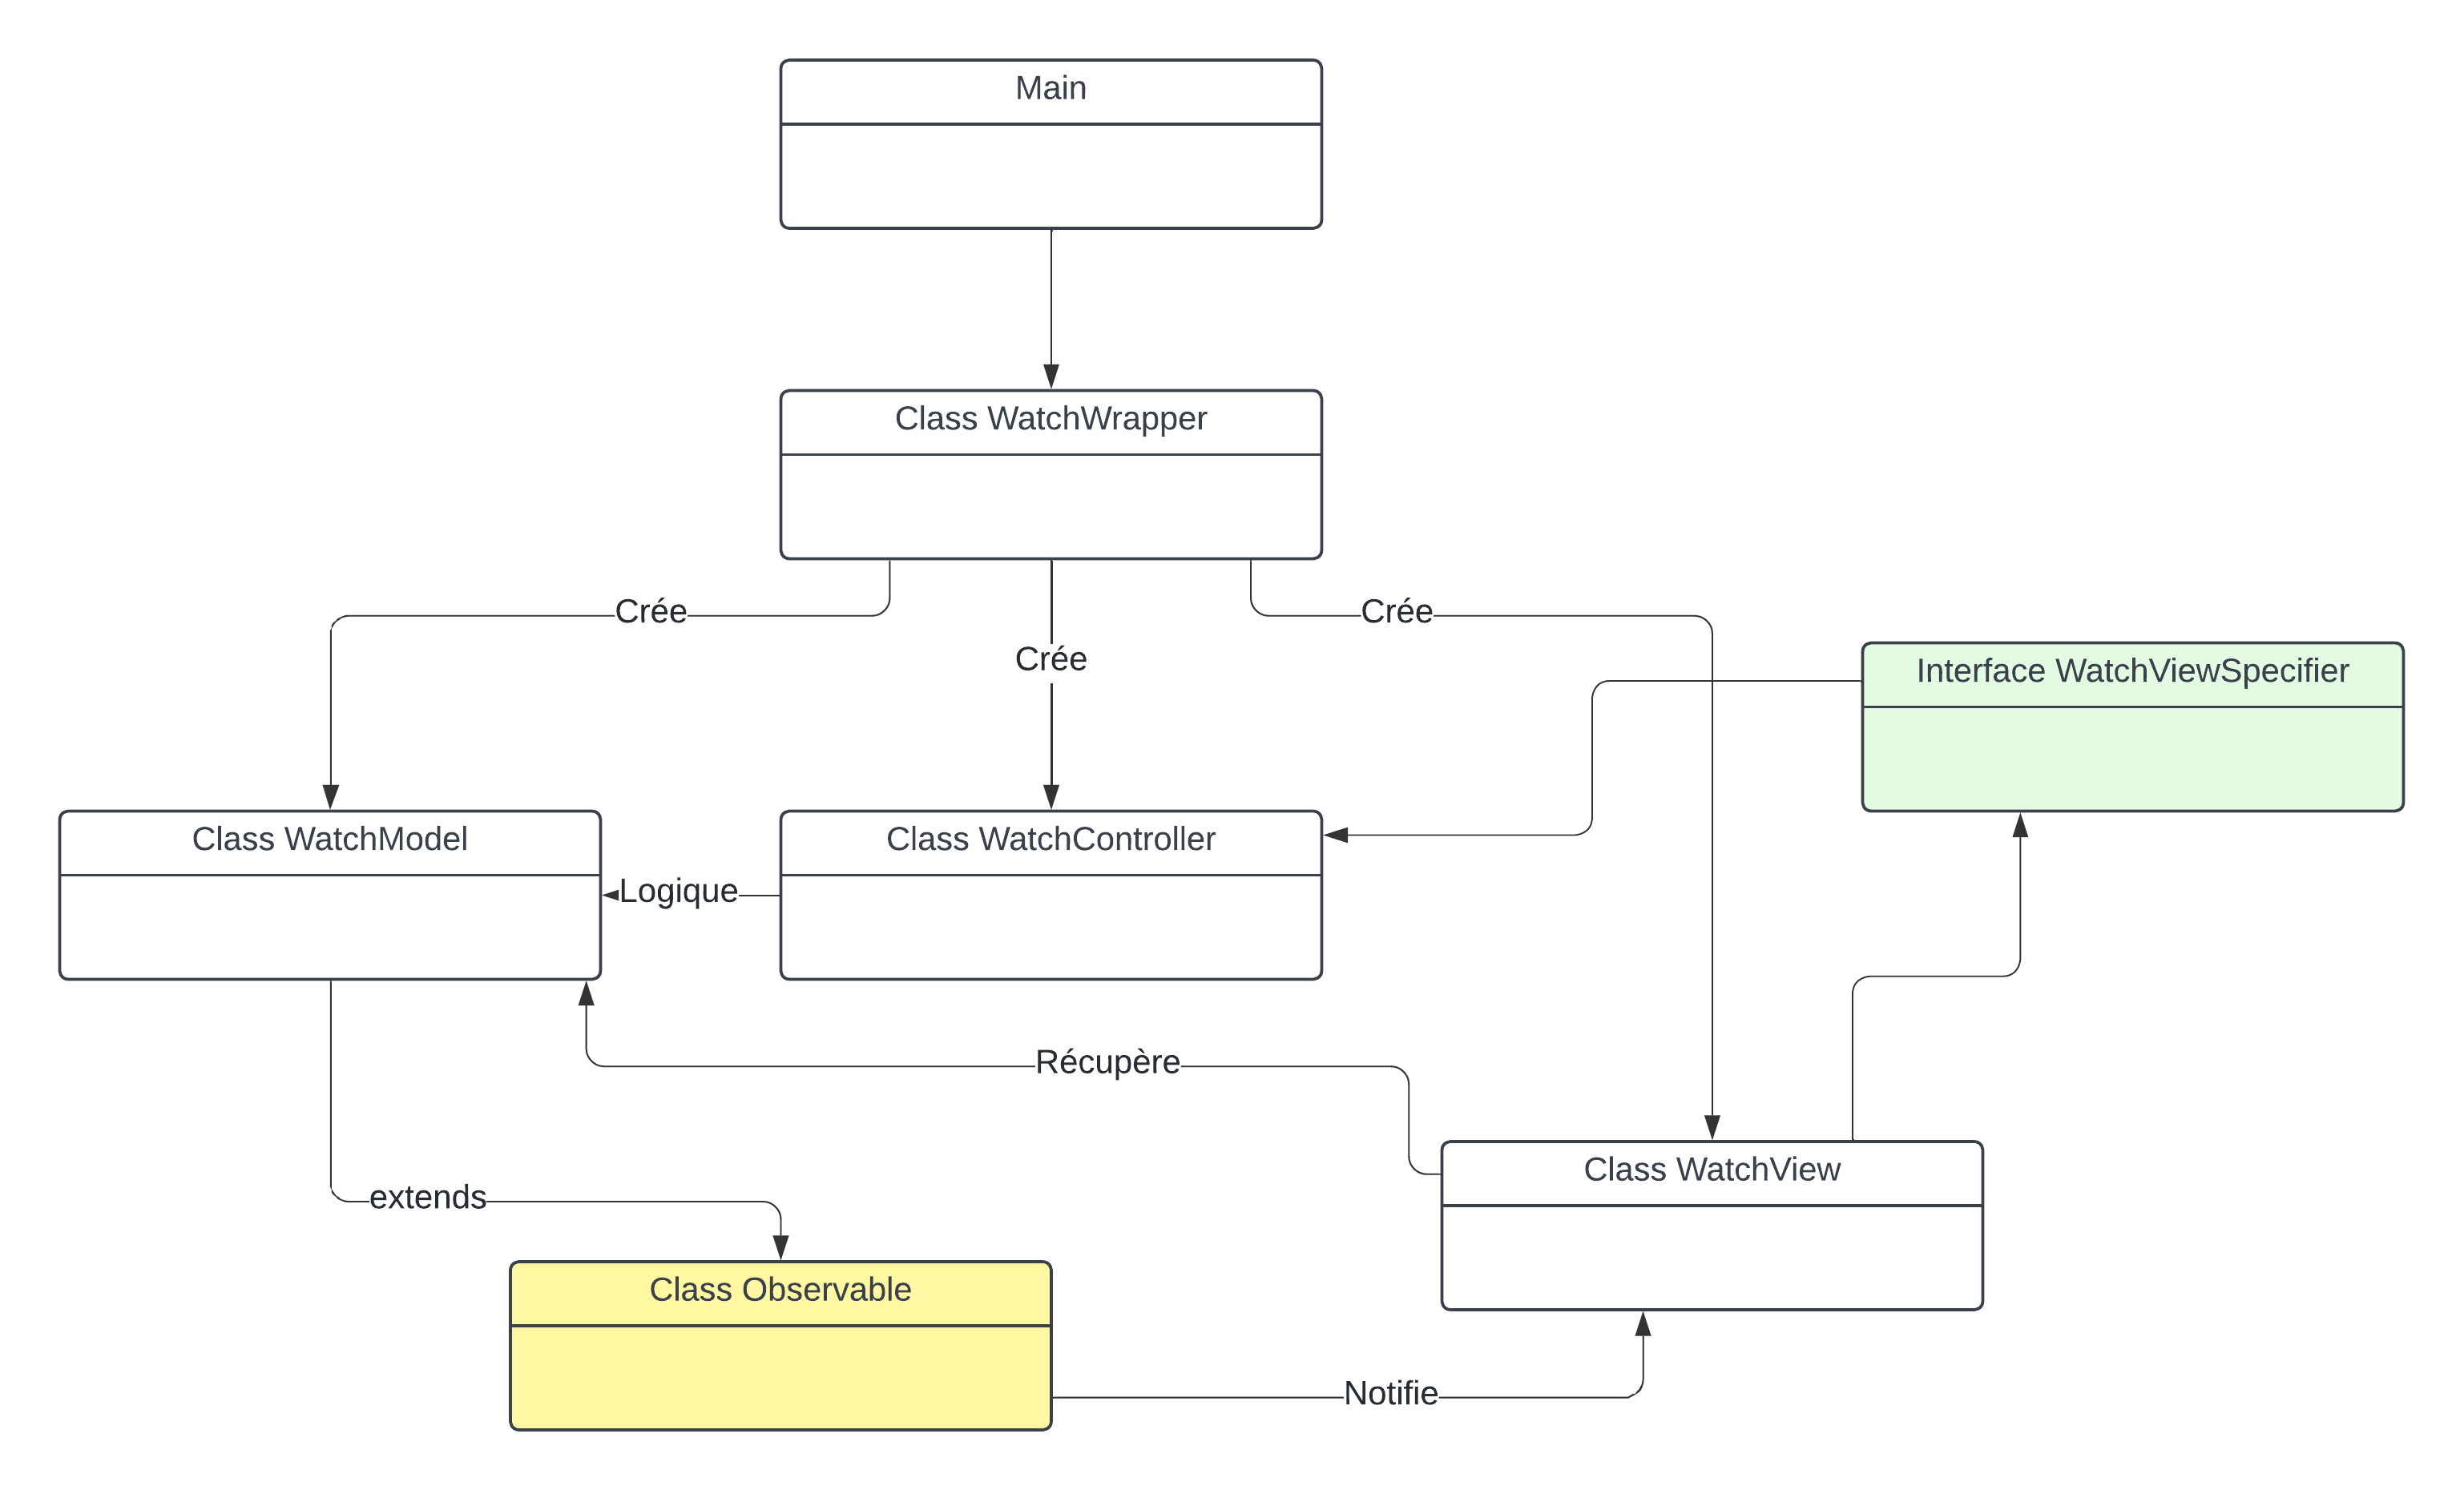 Main
Class WatchWrapper
Crée
Crée
Crée
Interface WatchViewSpecifier
Class WatchModel
Class WatchController
Logique
Récupère
Class WatchView
extends
Class Observable
Notifie